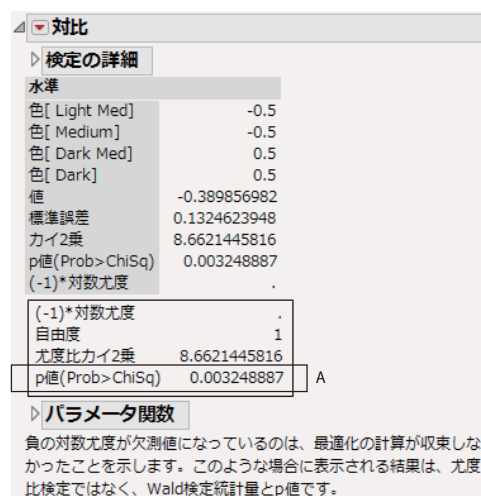 対比
検定の詳細
水準
色[ Light Med] -0.5
色[ Medium] -0.5
色[ Dark Med] 0.5
色[ Dark] 0.5
値 -0.389856982
標準誤差 0.1324623948
カイ2乗 8.6621445816
p値(Prob>ChiSq) 0.003248887
(-1)*対数尤度 .
(-1)*対数尤度 .
自由度 1
尤度比カイ2乗 8.6621445816
p値(Prob>ChiSq) 0.003248887 A
パラメータ関数
負の対数尤度が欠測値になっているのは、最適化の計算が収束しな
かったことを示します。このような場合に表示される結果は、尤度
比検定ではなく、Wald検定統計量とp値です。